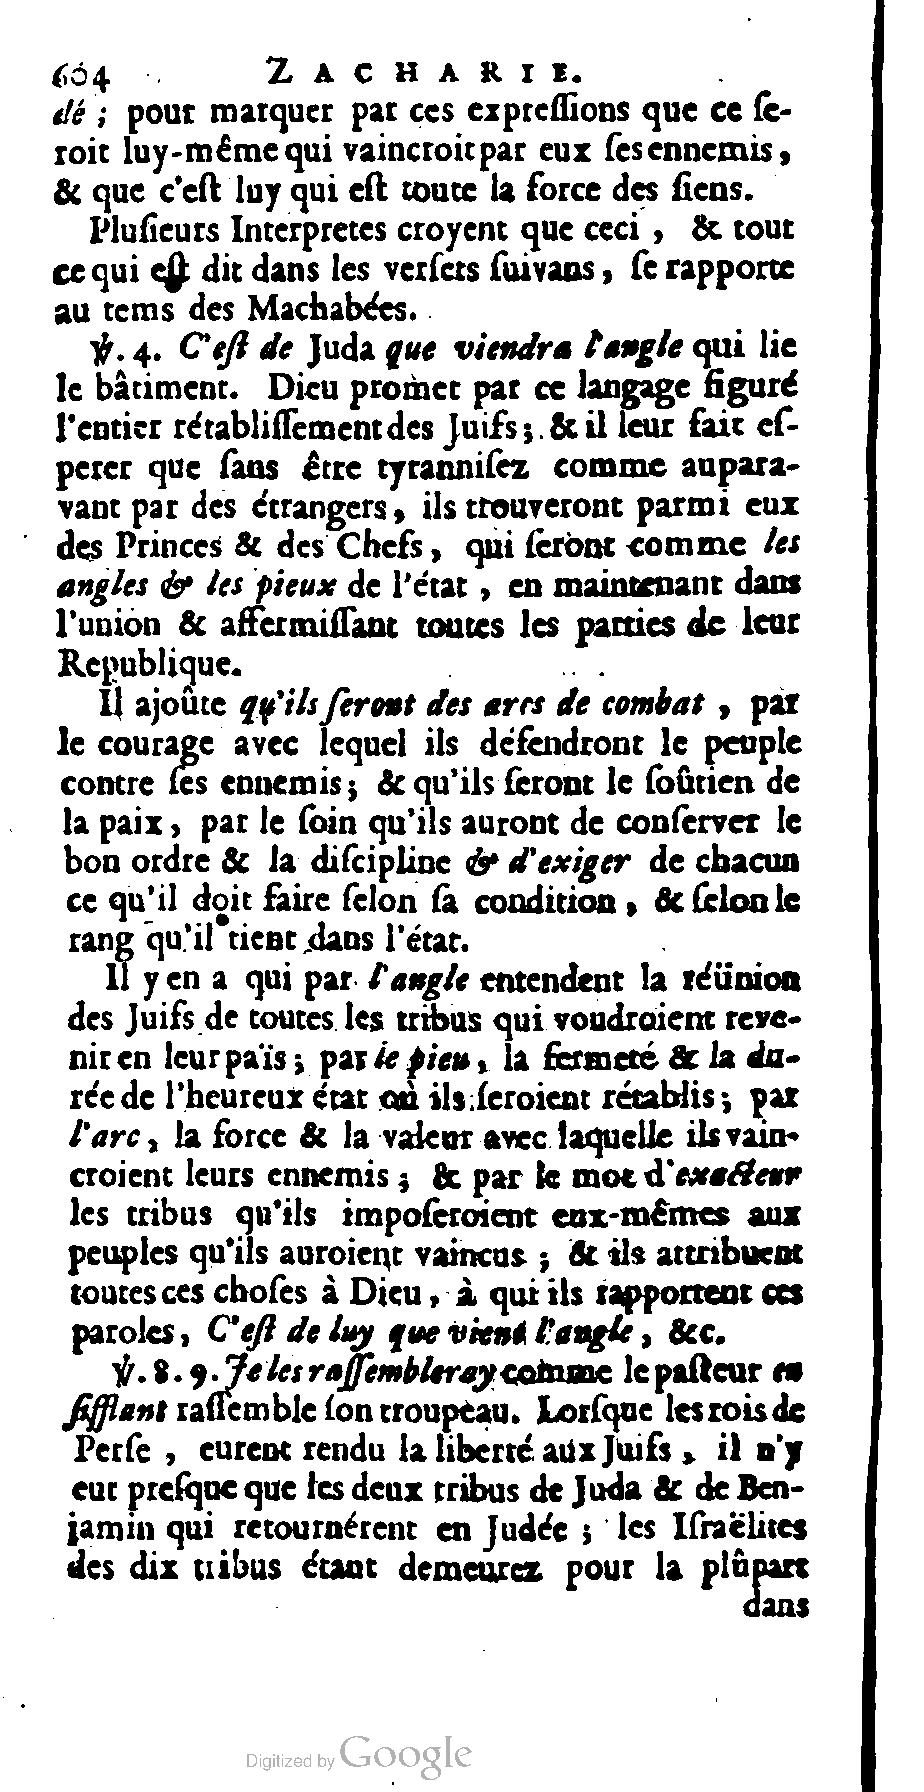 604 ZACHARIE.
dé ; pour marquer par ces expreſſions que ce ſe-
roit luy-même qui vaincroit par eux ſes ennemis,
& que c'eſt luy qui eſt toute la force des ſiens.
Pluſieurs Interpretes croyent que ceci, & tout
ce qui eſt dit dans les verſets ſuivans, ſe rapporte
au tems des Machabées.
℣. 4. C'eſt de Juda que viendra l'angle qui lie
le bâtiment. Dieu promet par ce langage figuré
l'entier rétabliſſement des Juifs; & il leur fait eſ-
perer que ſans être tyranniſez comme aupara-
vant par des étrangers, ils trouveront parmi eux
des Princes & des Chefs, qui ſeront comme les
angles & les pieux de l'état, en maintenant dans
l'union & affermiſſant toutes les parties de leur
Republique.
Il ajoûte qu'ils ſeront des arcs de combat, par
le courage avec lequel ils défendront le peuple
contre ſes ennemis; & qu'ils ſeront le ſoûtien de
la paix, par le ſoin qu'ils auront de conſerver le
bon ordre & la diſcipline & d'exiger de chacun
ce qu'il doit faire ſelon ſa condition, & ſelon le
rang qu'il tient dans l'état.
Il y en a qui par l'angle entendent la réünion
des Juifs de toutes les tribus qui voudroient reve-
nir en leur païs; par le pieu, la fermeté & la du-
rée de l'heureux état où ils ſeroient rétablis; par
l'arc, la force & la valeur avec laquelle ils vain-
croient leurs ennemis; & par le mot d'exacteur
les tribus qu'ils impoſeroient eux-mêmes aux
peuples qu'ils auroient vaincus; & ils attribuent
toutes ces choſes à Dieu, à qui ils rapportent ces
paroles, C'eſt de luy que vient l'angle, &c.
℣. 8. 9. Je les raſſembleray comme le paſteur en
ſifflant raſſemble ſon troupeau. Lorſque les rois de
Perſe, eurent rendu la liberté aux Juifs, il n'y
eut preſque que les deux tribus de Juda & de Ben-
jamin qui retournérent en Judée; les Iſraëlites
des dix tribus étant demeurez pour la plûpart
dans
Digitized by Google